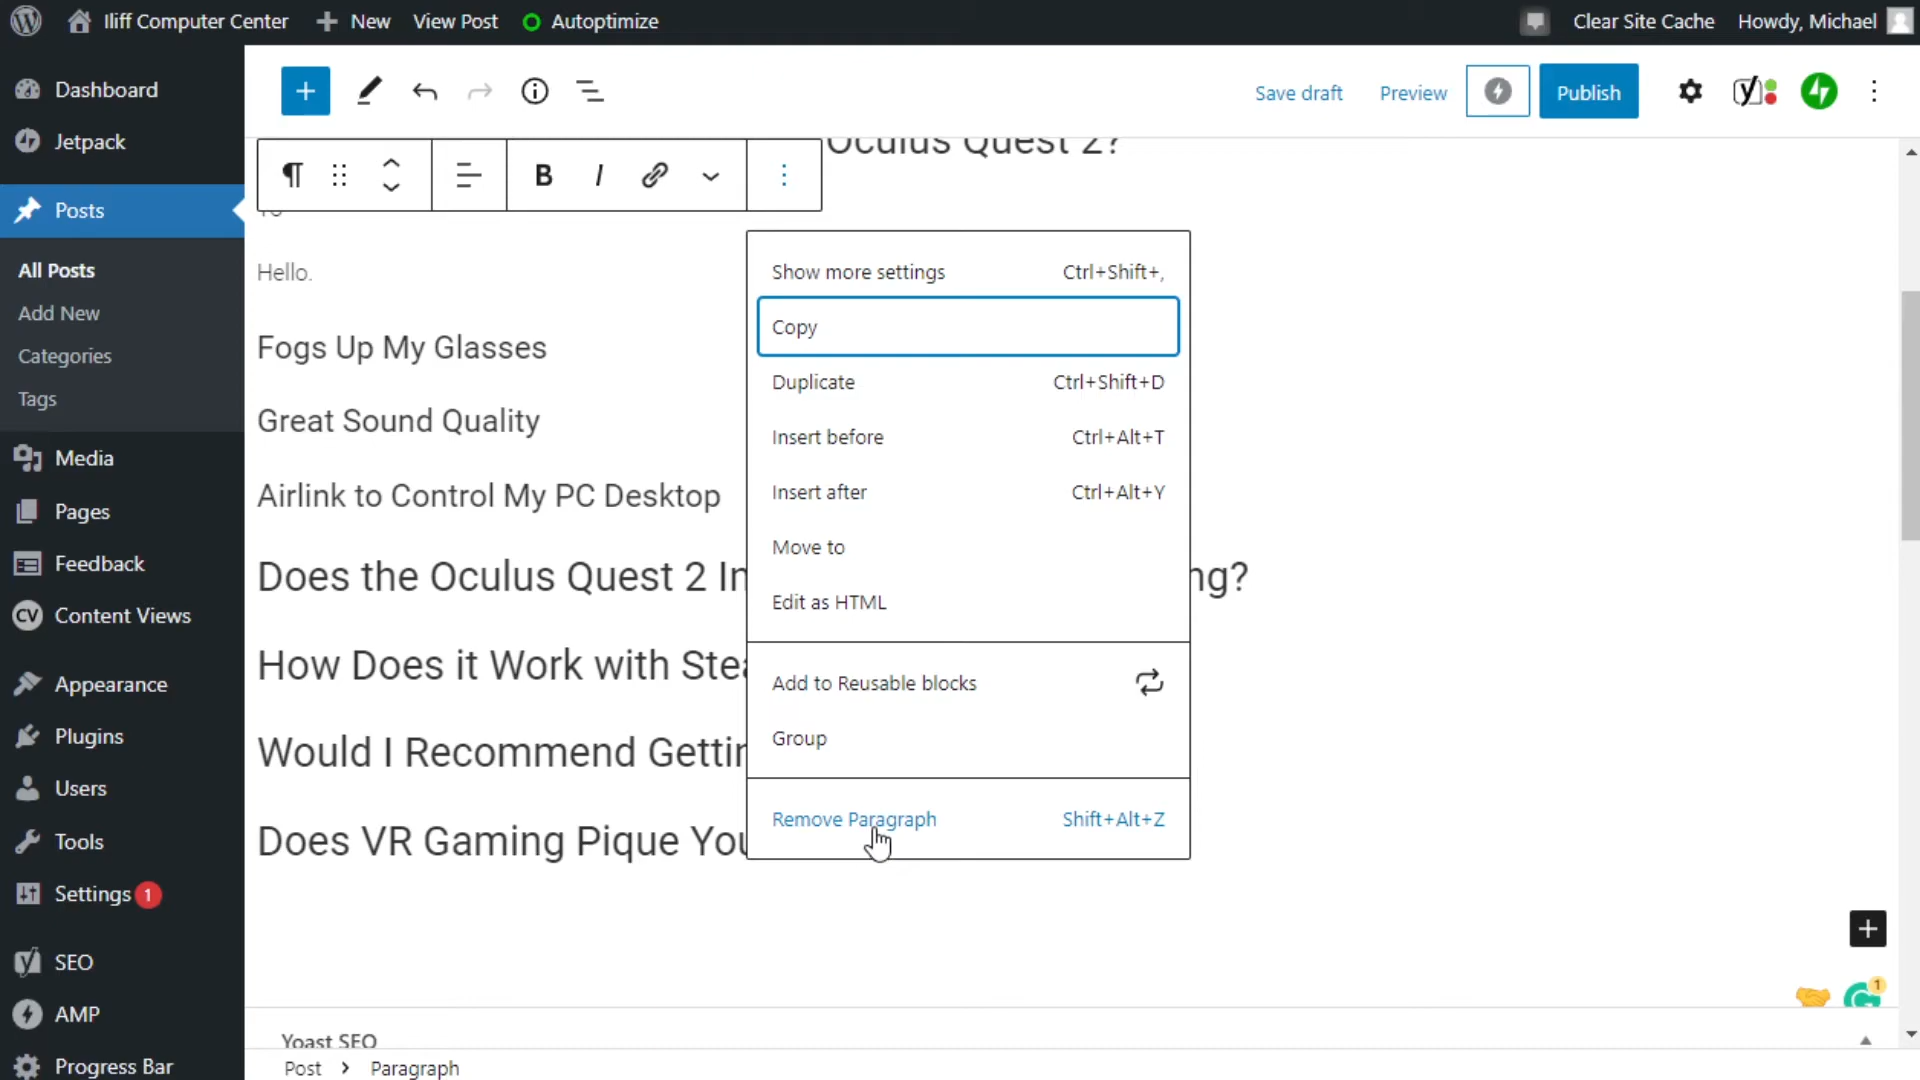 Iliff Computer Center
New
View Post
Autoptimize
Clear Site Cache
Howdy, Michael
Dashboard
Jetpack
Posts
All Posts
Add New
Categories
Tags
Media
Pages
Feedback
Content Views
CV
Appearance
Plugins
Users
Tools
Settings 1
SEO
AMP
Progress Bar
Save draft
Preview
Publish
B I
Oculus Quest 2?
Hello.
Fogs Up My Glasses
Great Sound Quality
Airlink to Control My PC Desktop
Does the Oculus Quest 2 In
ng?
How Does it Work with Stea
Would I Recommend Gettin
Does VR Gaming Pique You
Show more settings Ctrl+Shift+,
Copy
Duplicate Ctrl+Shift+D
Insert before Ctrl+Alt+T
Insert after Ctrl+Alt+Y
Move to
Edit as HTML
Add to Reusable blocks
Group
Remove Paragraph Shift+Alt+Z
1
Yoast SEO
Post > Paragraph